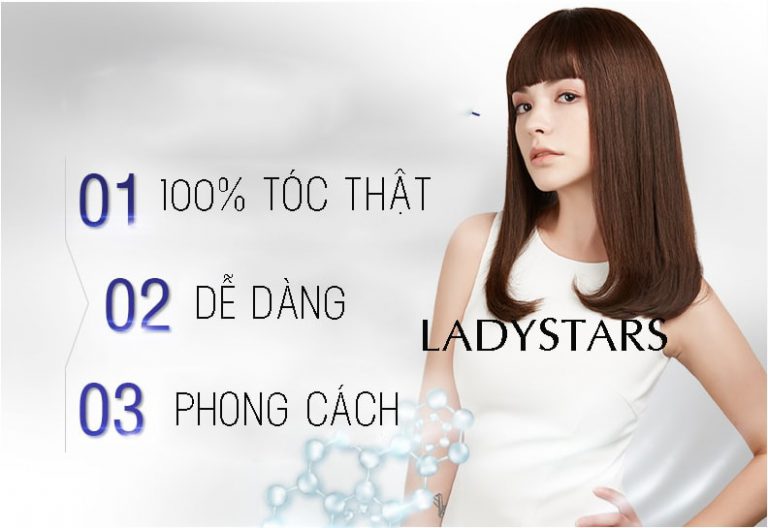 01 100% TÓC THẬT
02 DỄ DÀNG
03 PHONG CÁCH
LADYSTARS